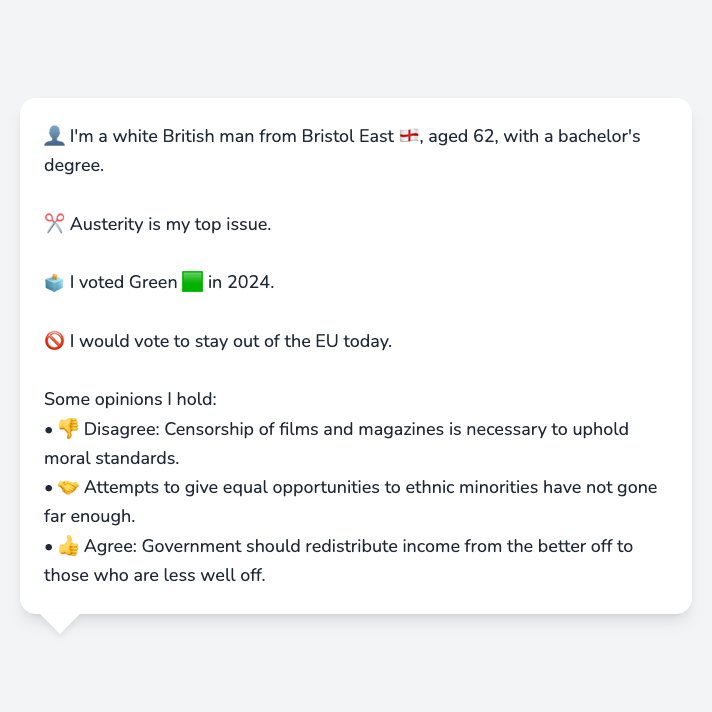 👤 I'm a white British man from Bristol East 🏴󠁧󠁢󠁥󠁮󠁧󠁿, aged 62, with a bachelor's
degree.
✂️ Austerity is my top issue.
🗳️ I voted Green 🟩 in 2024.
🚫 I would vote to stay out of the EU today.
Some opinions I hold:
• 👎 Disagree: Censorship of films and magazines is necessary to uphold
moral standards.
• 🤝 Attempts to give equal opportunities to ethnic minorities have not gone
far enough.
• 👍 Agree: Government should redistribute income from the better off to
those who are less well off.